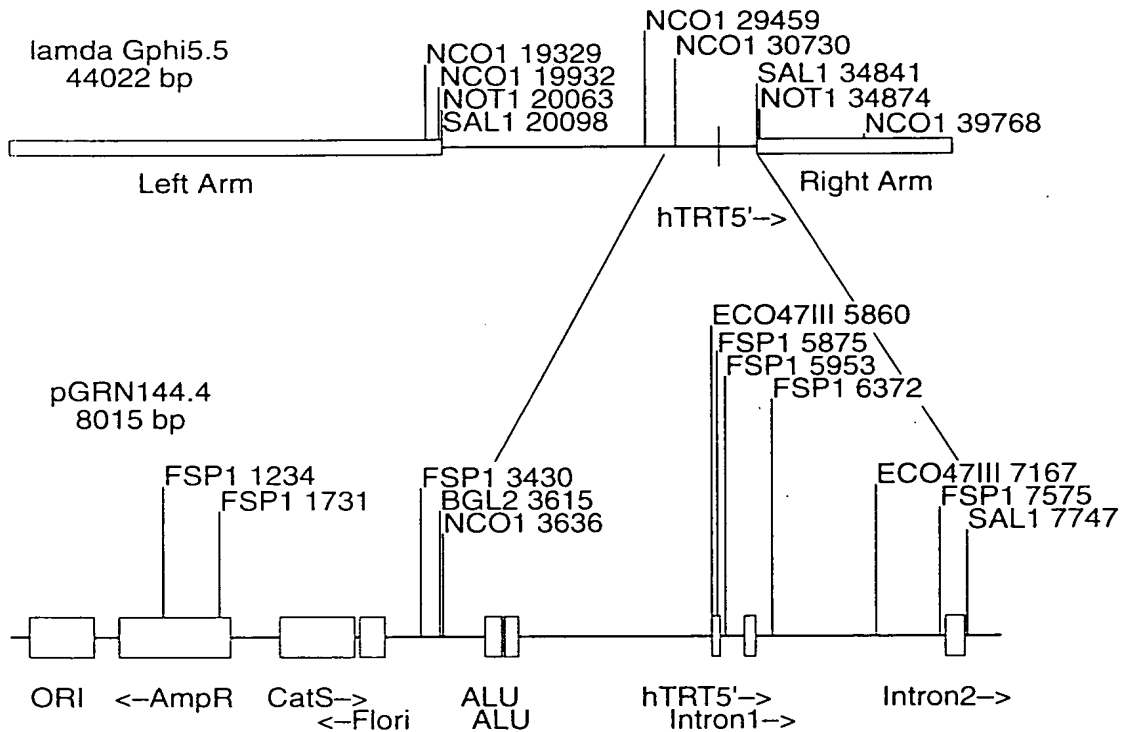 lamda Gphi5.5
44022 bp
NCO1 19329
NCO1 19932
NOT1 20063
SAL1 20098
NCO1 29459
NCO1 30730
SAL1 34841
NOT1 34874
NCO1 39768
Left Arm
Right Arm
hTRT5'–>
pGRN144.4
8015 bp
FSP1 1234
FSP1 1731
FSP1 3430
BGL2 3615
NCO1 3636
ECO47III 5860
FSP1 5875
FSP1 5953
FSP1 6372
ECO47III 7167
FSP1 7575
SAL1 7747
ORI
<–AmpR
CatS–>
<–Flori
ALU
ALU
hTRT5'–>
Intron1–>
Intron2–>